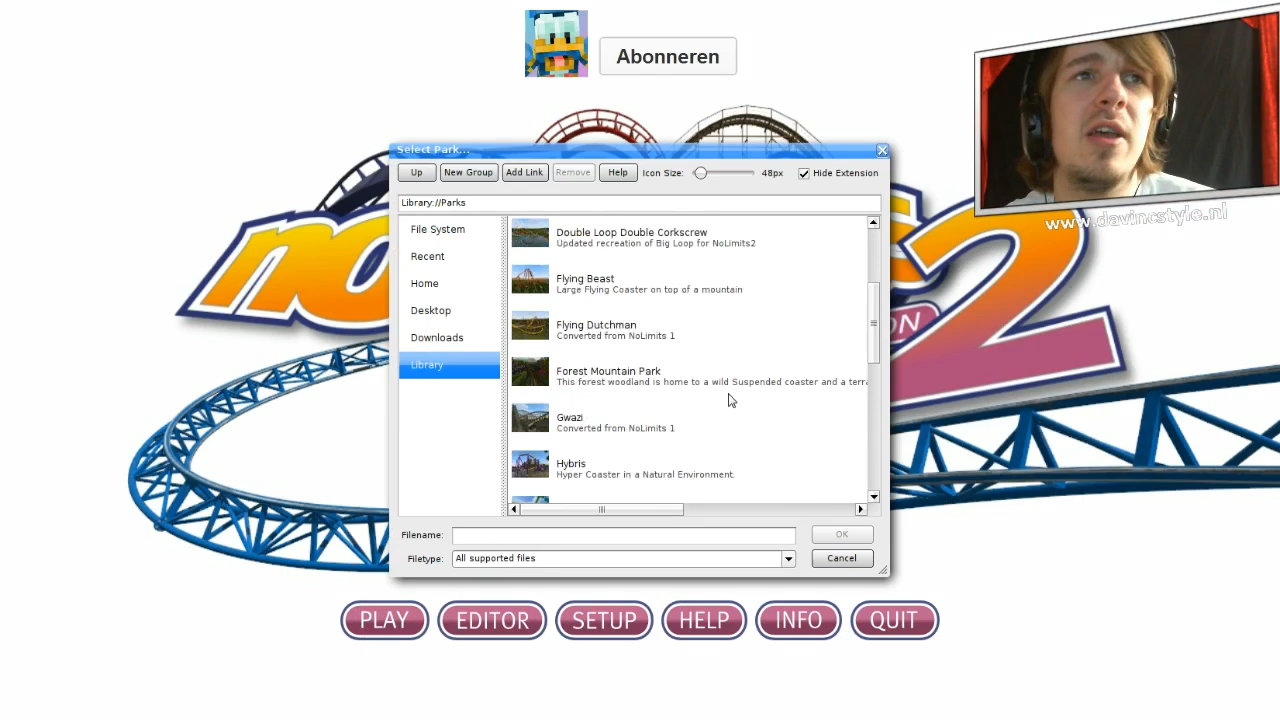 Abonneren
www.davincstyle.nl
Select Park...
Up New Group Add Link Remove Help Icon Size: 48px Hide Extension
Library://Parks
File System
Recent
Home
Desktop
Downloads
Library
Double Loop Double Corkscrew
Updated recreation of Big Loop for NoLimits2
Flying Beast
Large Flying Coaster on top of a mountain
Flying Dutchman
Converted from NoLimits 1
Forest Mountain Park
This forest woodland is home to a wild Suspended coaster and a terra
Gwazi
Converted from NoLimits 1
Hybris
Hyper Coaster in a Natural Environment.
Filename: OK
Filetype: All supported files Cancel
no 2
ON
PLAY EDITOR SETUP HELP INFO QUIT